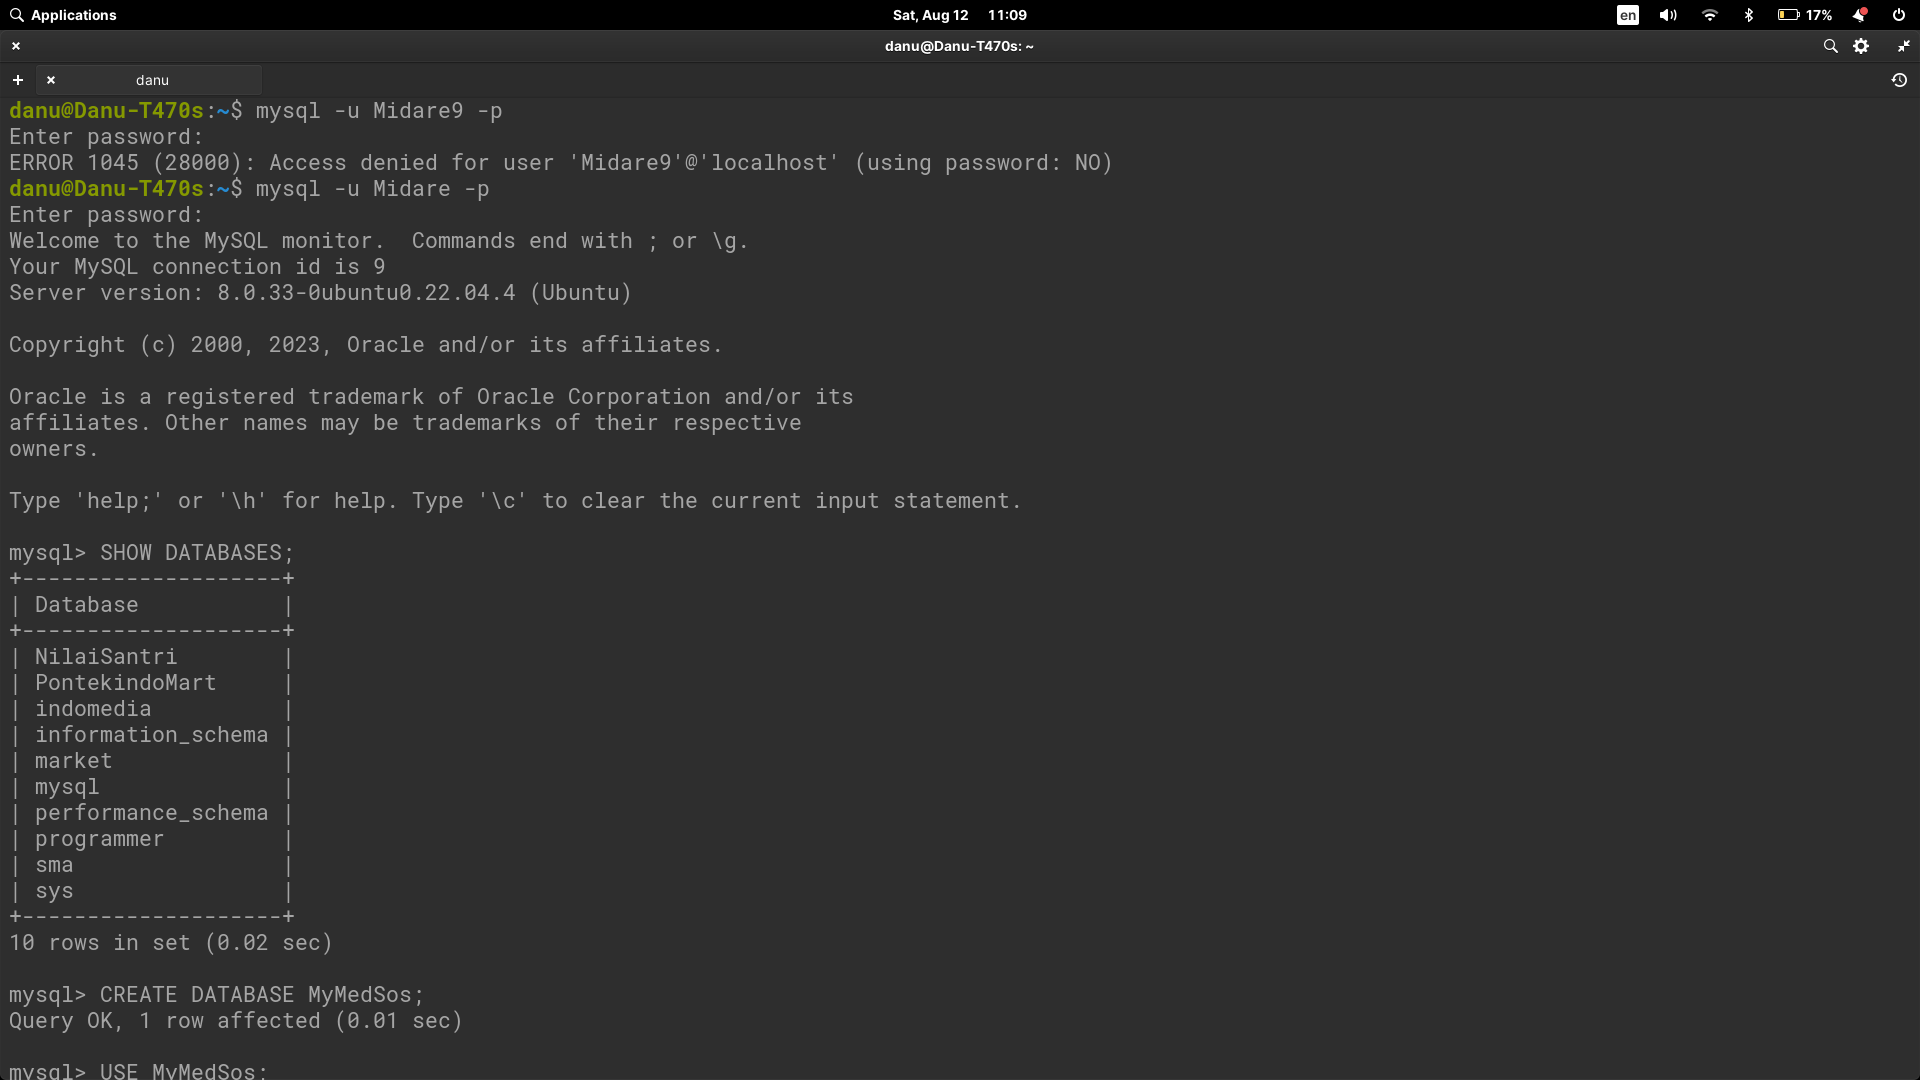 Applications
Sat, Aug 12 11:09
en
17%
danu@Danu-T470s: ~
danu
danu@Danu-T470s:~$ mysql -u Midare9 -p
Enter password:
ERROR 1045 (28000): Access denied for user 'Midare9'@'localhost' (using password: NO)
danu@Danu-T470s:~$ mysql -u Midare -p
Enter password:
Welcome to the MySQL monitor.  Commands end with ; or \g.
Your MySQL connection id is 9
Server version: 8.0.33-0ubuntu0.22.04.4 (Ubuntu)
Copyright (c) 2000, 2023, Oracle and/or its affiliates.
Oracle is a registered trademark of Oracle Corporation and/or its
affiliates. Other names may be trademarks of their respective
owners.
Type 'help;' or '\h' for help. Type '\c' to clear the current input statement.
mysql> SHOW DATABASES;
+--------------------+
| Database           |
+--------------------+
| NilaiSantri        |
| PontekindoMart     |
| indomedia          |
| information_schema |
| market             |
| mysql              |
| performance_schema |
| programmer         |
| sma                |
| sys                |
+--------------------+
10 rows in set (0.02 sec)
mysql> CREATE DATABASE MyMedSos;
Query OK, 1 row affected (0.01 sec)
mysql> USE MyMedSos;